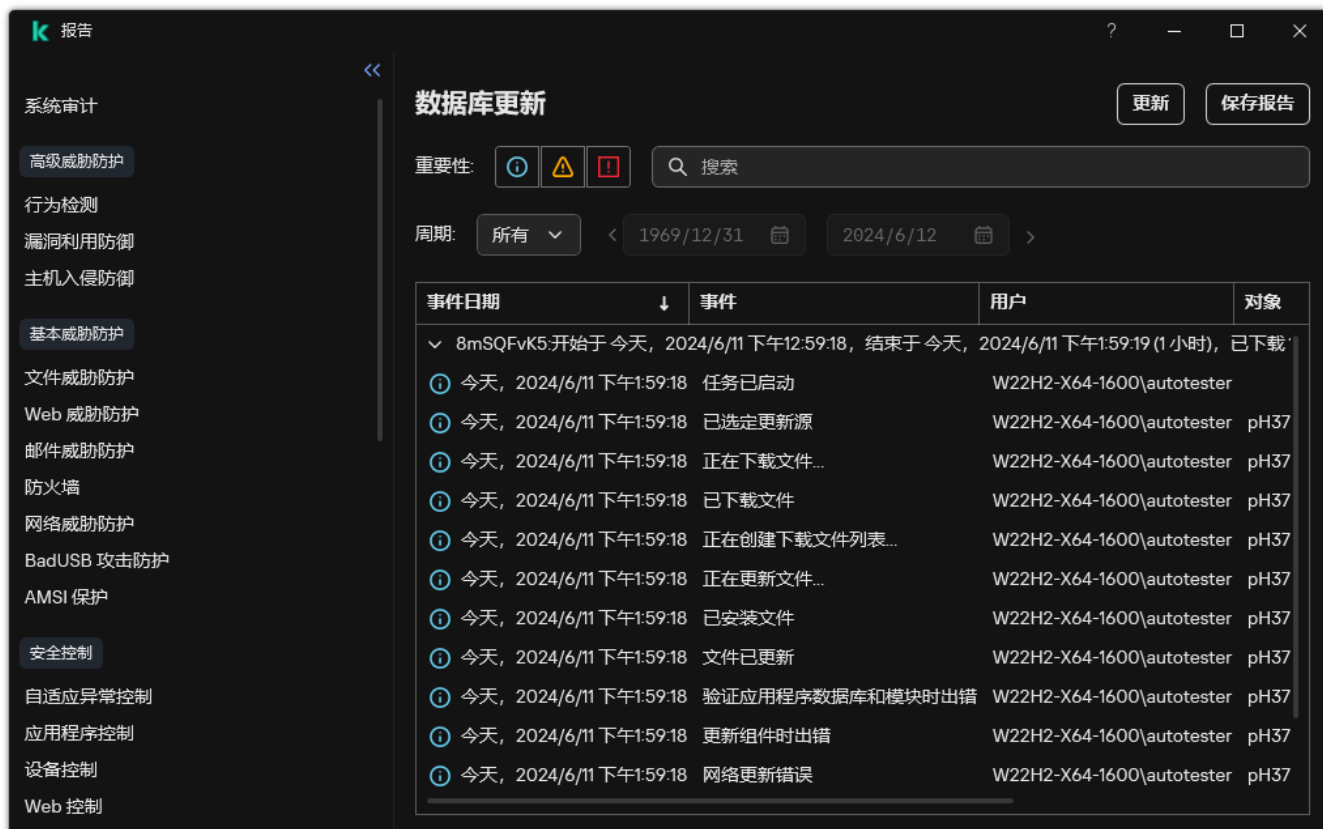 报告
系统审计
高级威胁防护
行为检测
漏洞利用防御
主机入侵防御
基本威胁防护
文件威胁防护
Web 威胁防护
邮件威胁防护
防火墙
网络威胁防护
BadUSB 攻击防护
AMSI 保护
安全控制
自适应异常控制
应用程序控制
设备控制
Web 控制
数据库更新
更新 保存报告
重要性: 搜索
周期: 所有 1969/12/31 2024/6/12
事件日期 事件 用户 对象
8mSQFvK5:开始于 今天，2024/6/11 下午12:59:18，结束于 今天，2024/6/11 下午1:59:19 (1 小时)，已下载
今天，2024/6/11 下午1:59:18 任务已启动 W22H2-X64-1600\autotester
今天，2024/6/11 下午1:59:18 已选定更新源 W22H2-X64-1600\autotester pH37
今天，2024/6/11 下午1:59:18 正在下载文件... W22H2-X64-1600\autotester pH37
今天，2024/6/11 下午1:59:18 已下载文件 W22H2-X64-1600\autotester pH37
今天，2024/6/11 下午1:59:18 正在创建下载文件列表... W22H2-X64-1600\autotester pH37
今天，2024/6/11 下午1:59:18 正在更新文件... W22H2-X64-1600\autotester pH37
今天，2024/6/11 下午1:59:18 已安装文件 W22H2-X64-1600\autotester pH37
今天，2024/6/11 下午1:59:18 文件已更新 W22H2-X64-1600\autotester pH37
今天，2024/6/11 下午1:59:18 验证应用程序数据库和模块时出错 W22H2-X64-1600\autotester pH37
今天，2024/6/11 下午1:59:18 更新组件时出错 W22H2-X64-1600\autotester pH37
今天，2024/6/11 下午1:59:18 网络更新错误 W22H2-X64-1600\autotester pH37